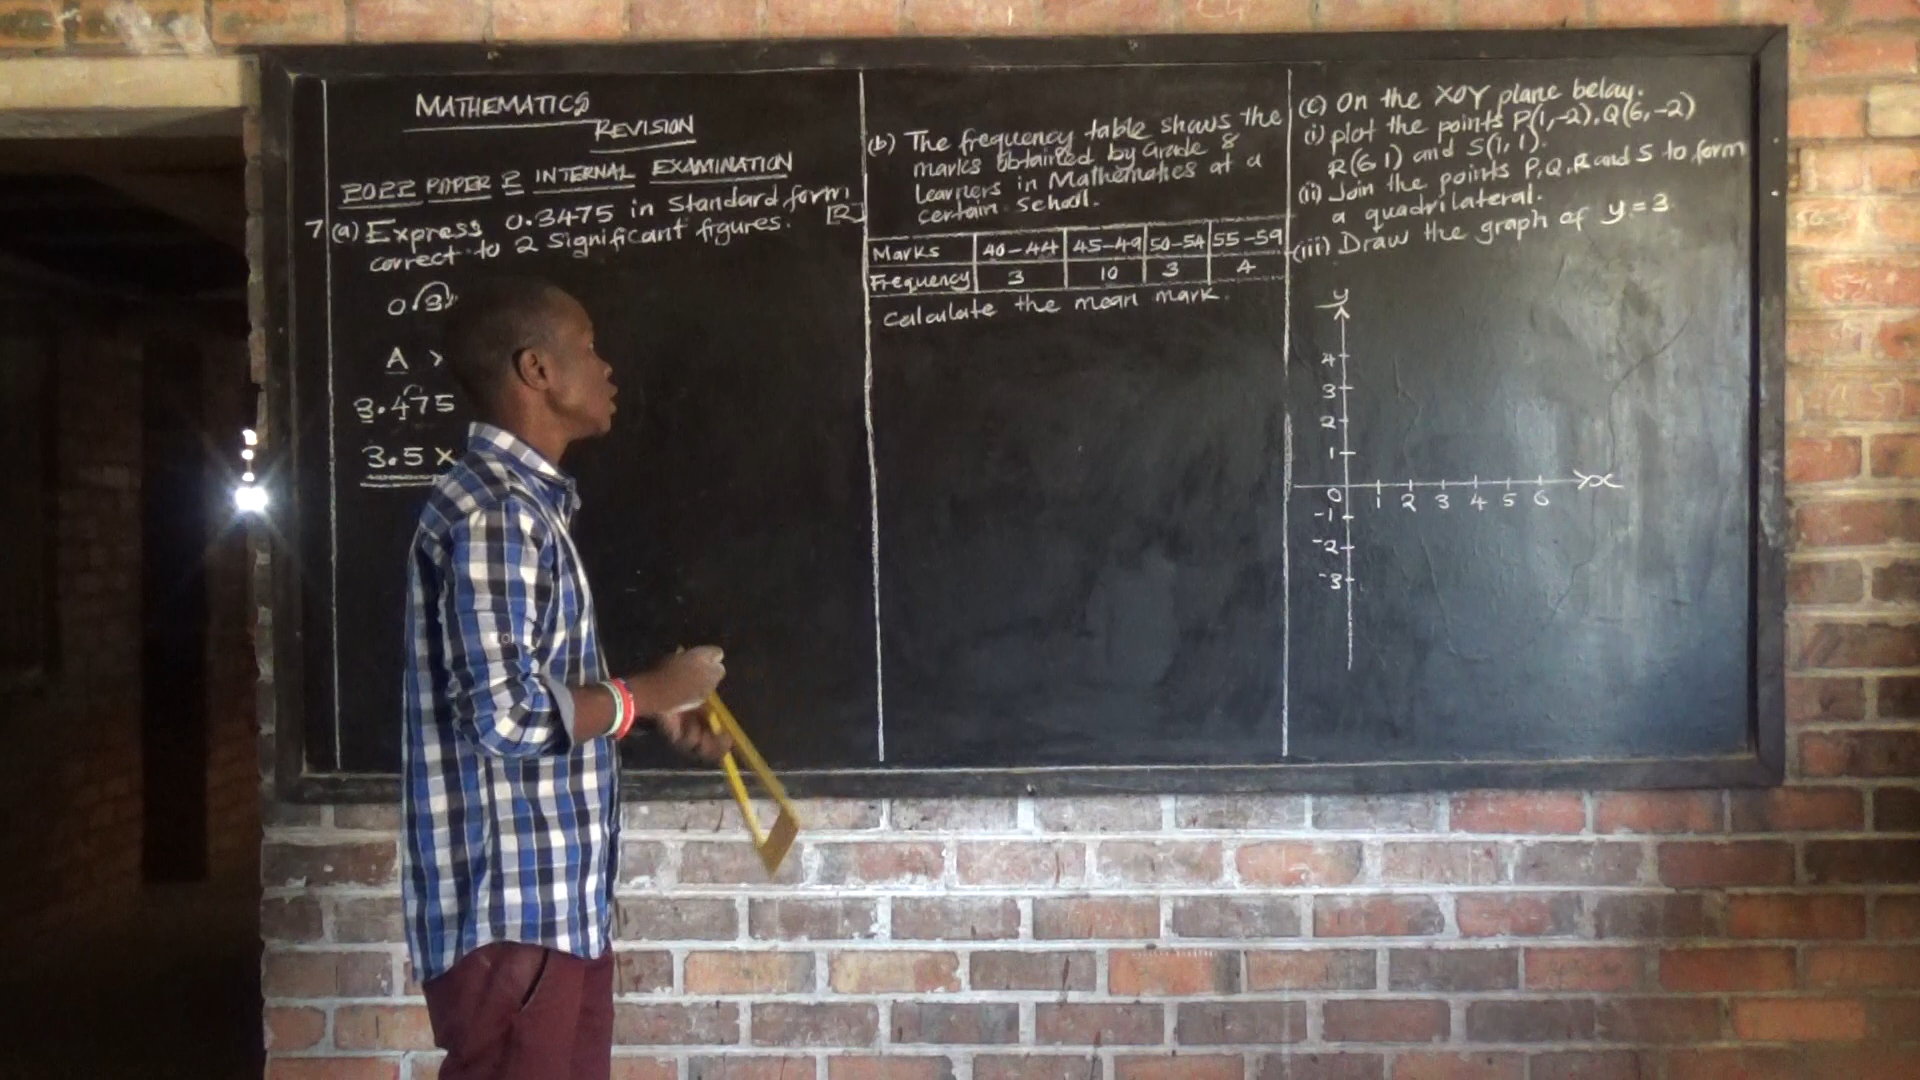 MATHEMATICS
REVISION
2022 PAPER 2 INTERNAL EXAMINATION
7 (a) Express 0.3475 in Standard form
correct to 2 Significant figures. [2]
0.3
A ×
3.475
3.5 ×
(b) The frequency table shows the
marks obtained by Grade 8
Learners in Mathematics at a
certain School.
Marks 40-44 45-49 50-54 55-59
Frequency 3 10 3 4
Calculate the mean mark.
(c) On the XOY plane below.
(i) plot the points P(1,-2), Q(6,-2)
R(6 1) and S(1, 1).
(ii) Join the points P, Q, R and S to form
a quadrilateral.
(iii) Draw the graph of y = 3
y
4
3
2
1
0 1 2 3 4 5 6 x
-1
-2
-3